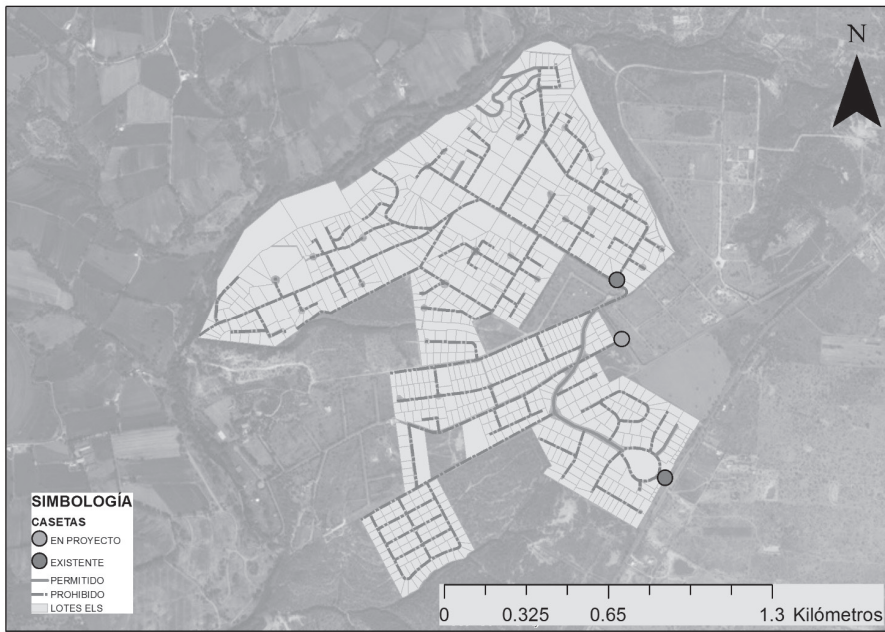 N
SIMBOLOGÍA
CASETAS
EN PROYECTO
EXISTENTE
PERMITIDO
PROHIBIDO
LOTES ELS
0 0.325 0.65 1.3 Kilómetros